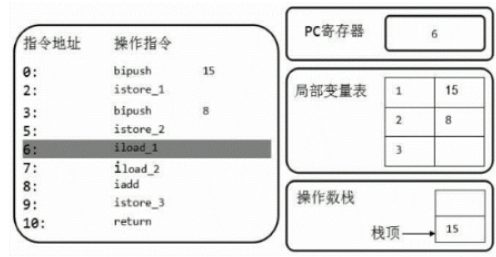 指令地址 操作指令
0: bipush 15
2: istore_1
3: bipush 8
5: istore_2
6: iload_1
7: iload_2
8: iadd
9: istore_3
10: return
PC寄存器 6
局部变量表
1 15
2 8
3
操作数栈
栈顶 15